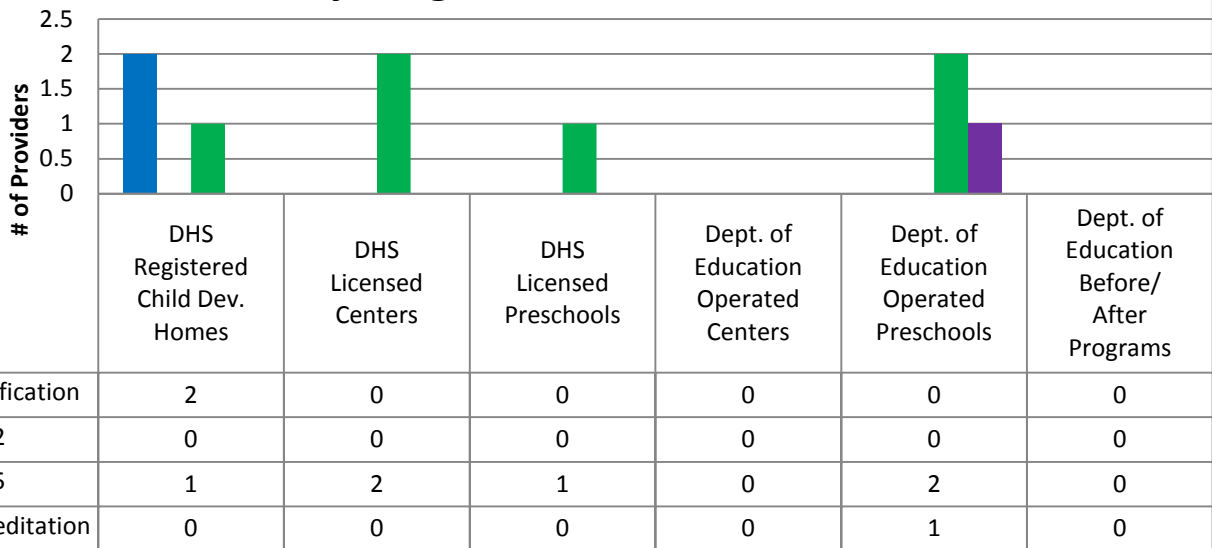 2.5
2
1.5
1
0.5
0
# of Providers
DHS
Registered
Child Dev.
Homes
DHS
Licensed
Centers
DHS
Licensed
Preschools
Dept. of
Education
Operated
Centers
Dept. of
Education
Operated
Preschools
Dept. of
Education
Before/
After
Programs
fication 2 0 0 0 0 0
2 0 0 0 0 0 0
5 1 2 1 0 2 0
editation 0 0 0 0 1 0